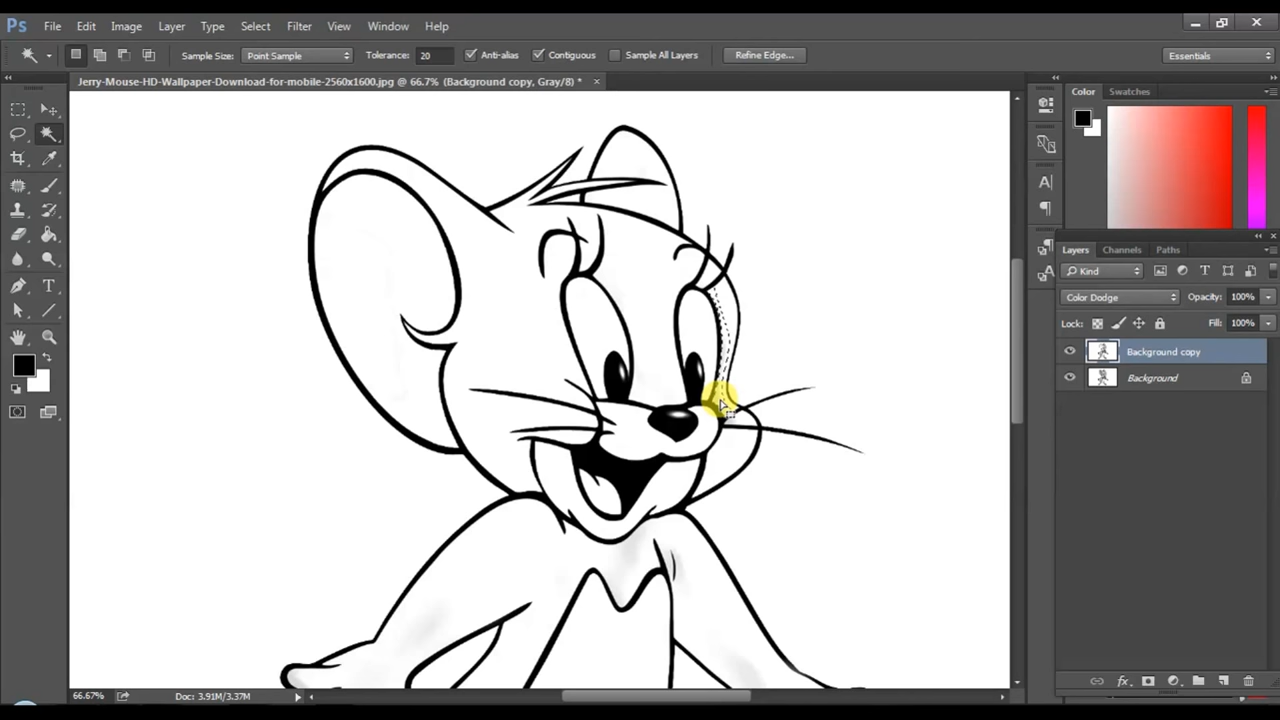 Ps File Edit Image Layer Type Select Filter View Window Help
Sample Size: Point Sample Tolerance: 20 Anti-alias Contiguous Sample All Layers Refine Edge... Essentials
Jerry-Mouse-HD-Wallpaper-Download-for-mobile-2560x1600.jpg @ 66.7% (Background copy, Gray/8) * ×
Color Swatches
Layers Channels Paths
Kind
Color Dodge Opacity: 100%
Lock: Fill: 100%
Background copy
Background
66.67% Doc: 3.91M/3.37M